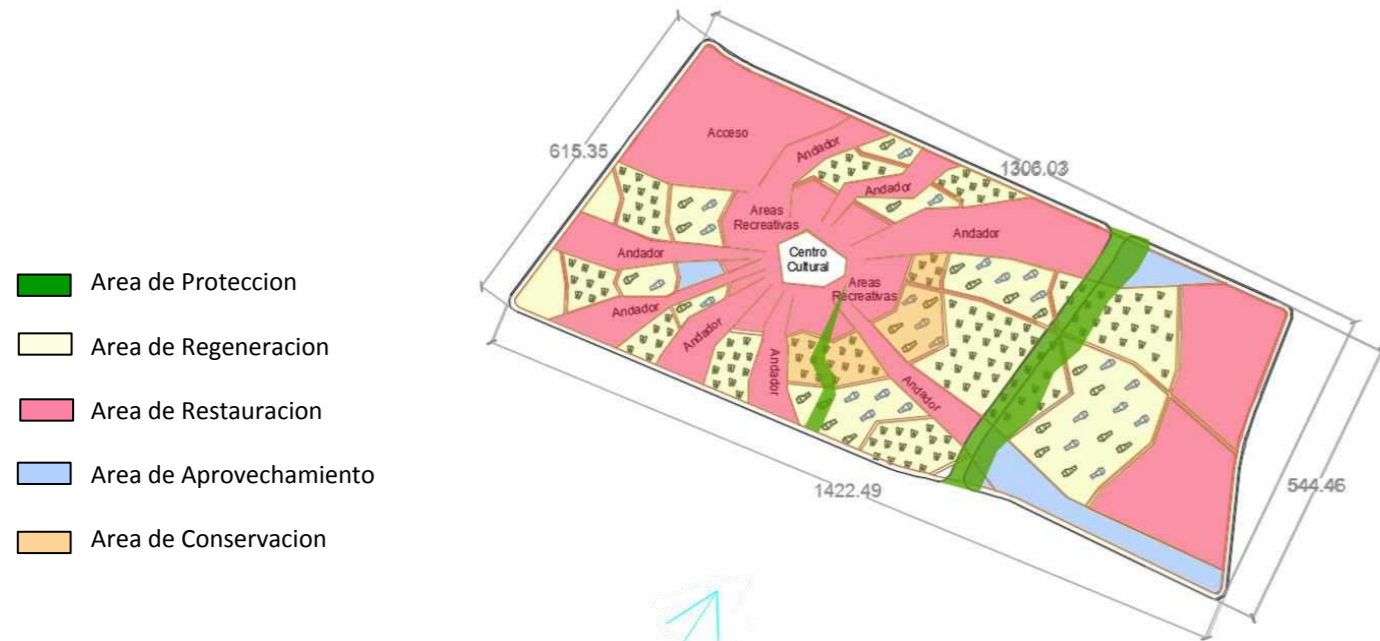 Area de Proteccion
Area de Regeneracion
Area de Restauracion
Area de Aprovechamiento
Area de Conservacion
615.35
1306.03
Acceso
Andador
Andador
Areas
Recreativas
Andador
Andador
Centro
Cultural
Areas
Recreativas
Andador
Andador
Andador
Andador
1422.49
544.46